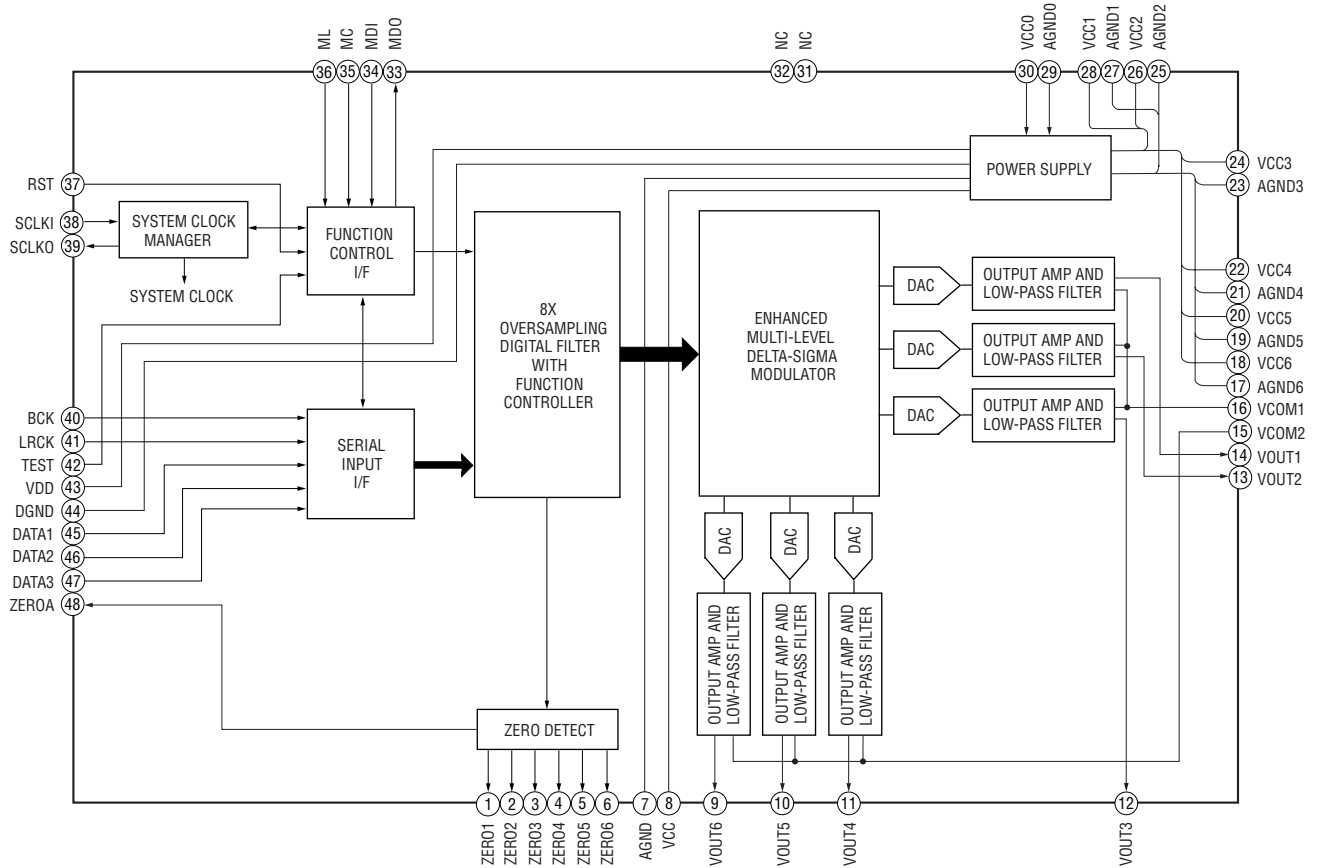 ML
MC
MDI
MDO
NC
NC
VCC0
AGND0
VCC1
AGND1
VCC2
AGND2
36
35
34
33
32
31
30
29
28
27
26
25
RST
37
SCLKI
38
SCLKO
39
SYSTEM CLOCK
MANAGER
SYSTEM CLOCK
FUNCTION
CONTROL
I/F
POWER SUPPLY
24
VCC3
23
AGND3
22
VCC4
21
AGND4
20
VCC5
19
AGND5
18
VCC6
17
AGND6
16
VCOM1
15
VCOM2
14
VOUT1
13
VOUT2
8X
OVERSAMPLING
DIGITAL FILTER
WITH
FUNCTION
CONTROLLER
ENHANCED
MULTI-LEVEL
DELTA-SIGMA
MODULATOR
DAC
OUTPUT AMP AND
LOW-PASS FILTER
DAC
OUTPUT AMP AND
LOW-PASS FILTER
DAC
OUTPUT AMP AND
LOW-PASS FILTER
BCK
40
LRCK
41
TEST
42
VDD
43
DGND
44
DATA1
45
DATA2
46
DATA3
47
ZEROA
48
SERIAL
INPUT
I/F
DAC
DAC
DAC
OUTPUT AMP AND
LOW-PASS FILTER
OUTPUT AMP AND
LOW-PASS FILTER
OUTPUT AMP AND
LOW-PASS FILTER
ZERO DETECT
1
2
3
4
5
6
7
8
9
10
11
12
ZERO1
ZERO2
ZERO3
ZERO4
ZERO5
ZERO6
AGND
VCC
VOUT6
VOUT5
VOUT4
VOUT3